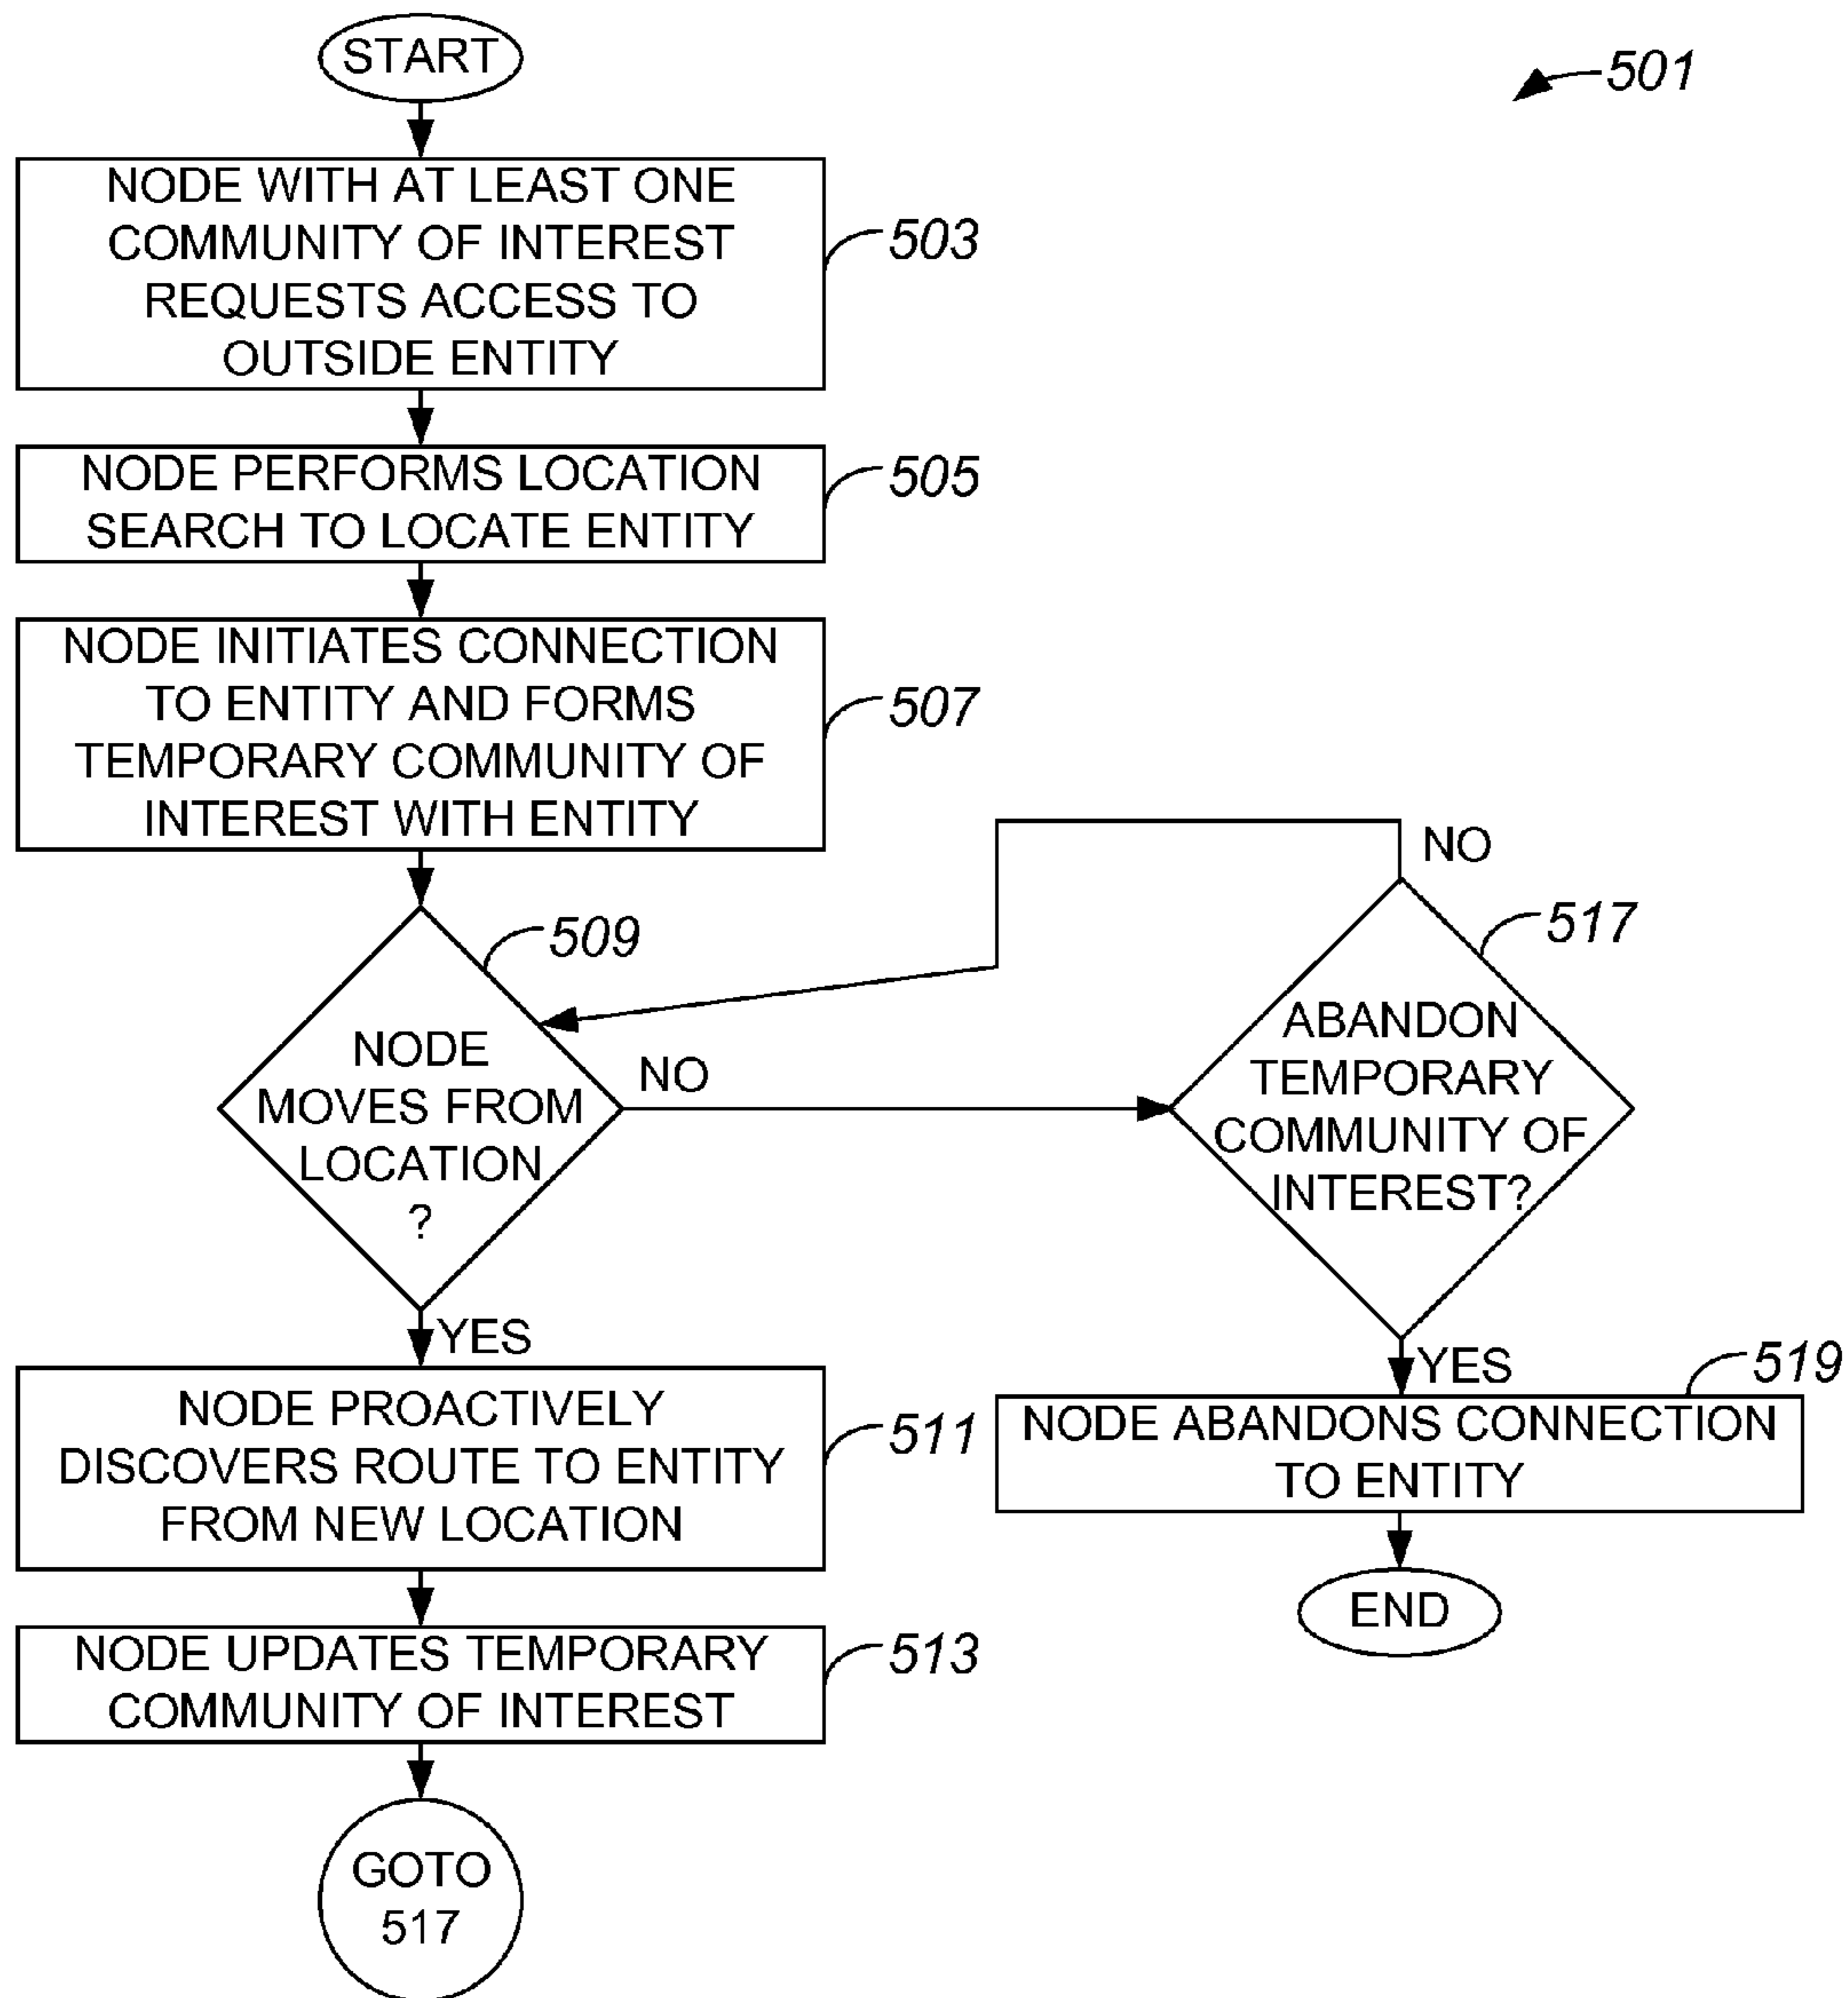 START
501
NODE WITH AT LEAST ONE
COMMUNITY OF INTEREST
REQUESTS ACCESS TO
OUTSIDE ENTITY
503
NODE PERFORMS LOCATION
SEARCH TO LOCATE ENTITY
505
NODE INITIATES CONNECTION
TO ENTITY AND FORMS
TEMPORARY COMMUNITY OF
INTEREST WITH ENTITY
507
NODE
MOVES FROM
LOCATION
?
509
NO
YES
ABANDON
TEMPORARY
COMMUNITY OF
INTEREST?
517
NO
YES
NODE PROACTIVELY
DISCOVERS ROUTE TO ENTITY
FROM NEW LOCATION
511
NODE ABANDONS CONNECTION
TO ENTITY
519
END
NODE UPDATES TEMPORARY
COMMUNITY OF INTEREST
513
GOTO
517